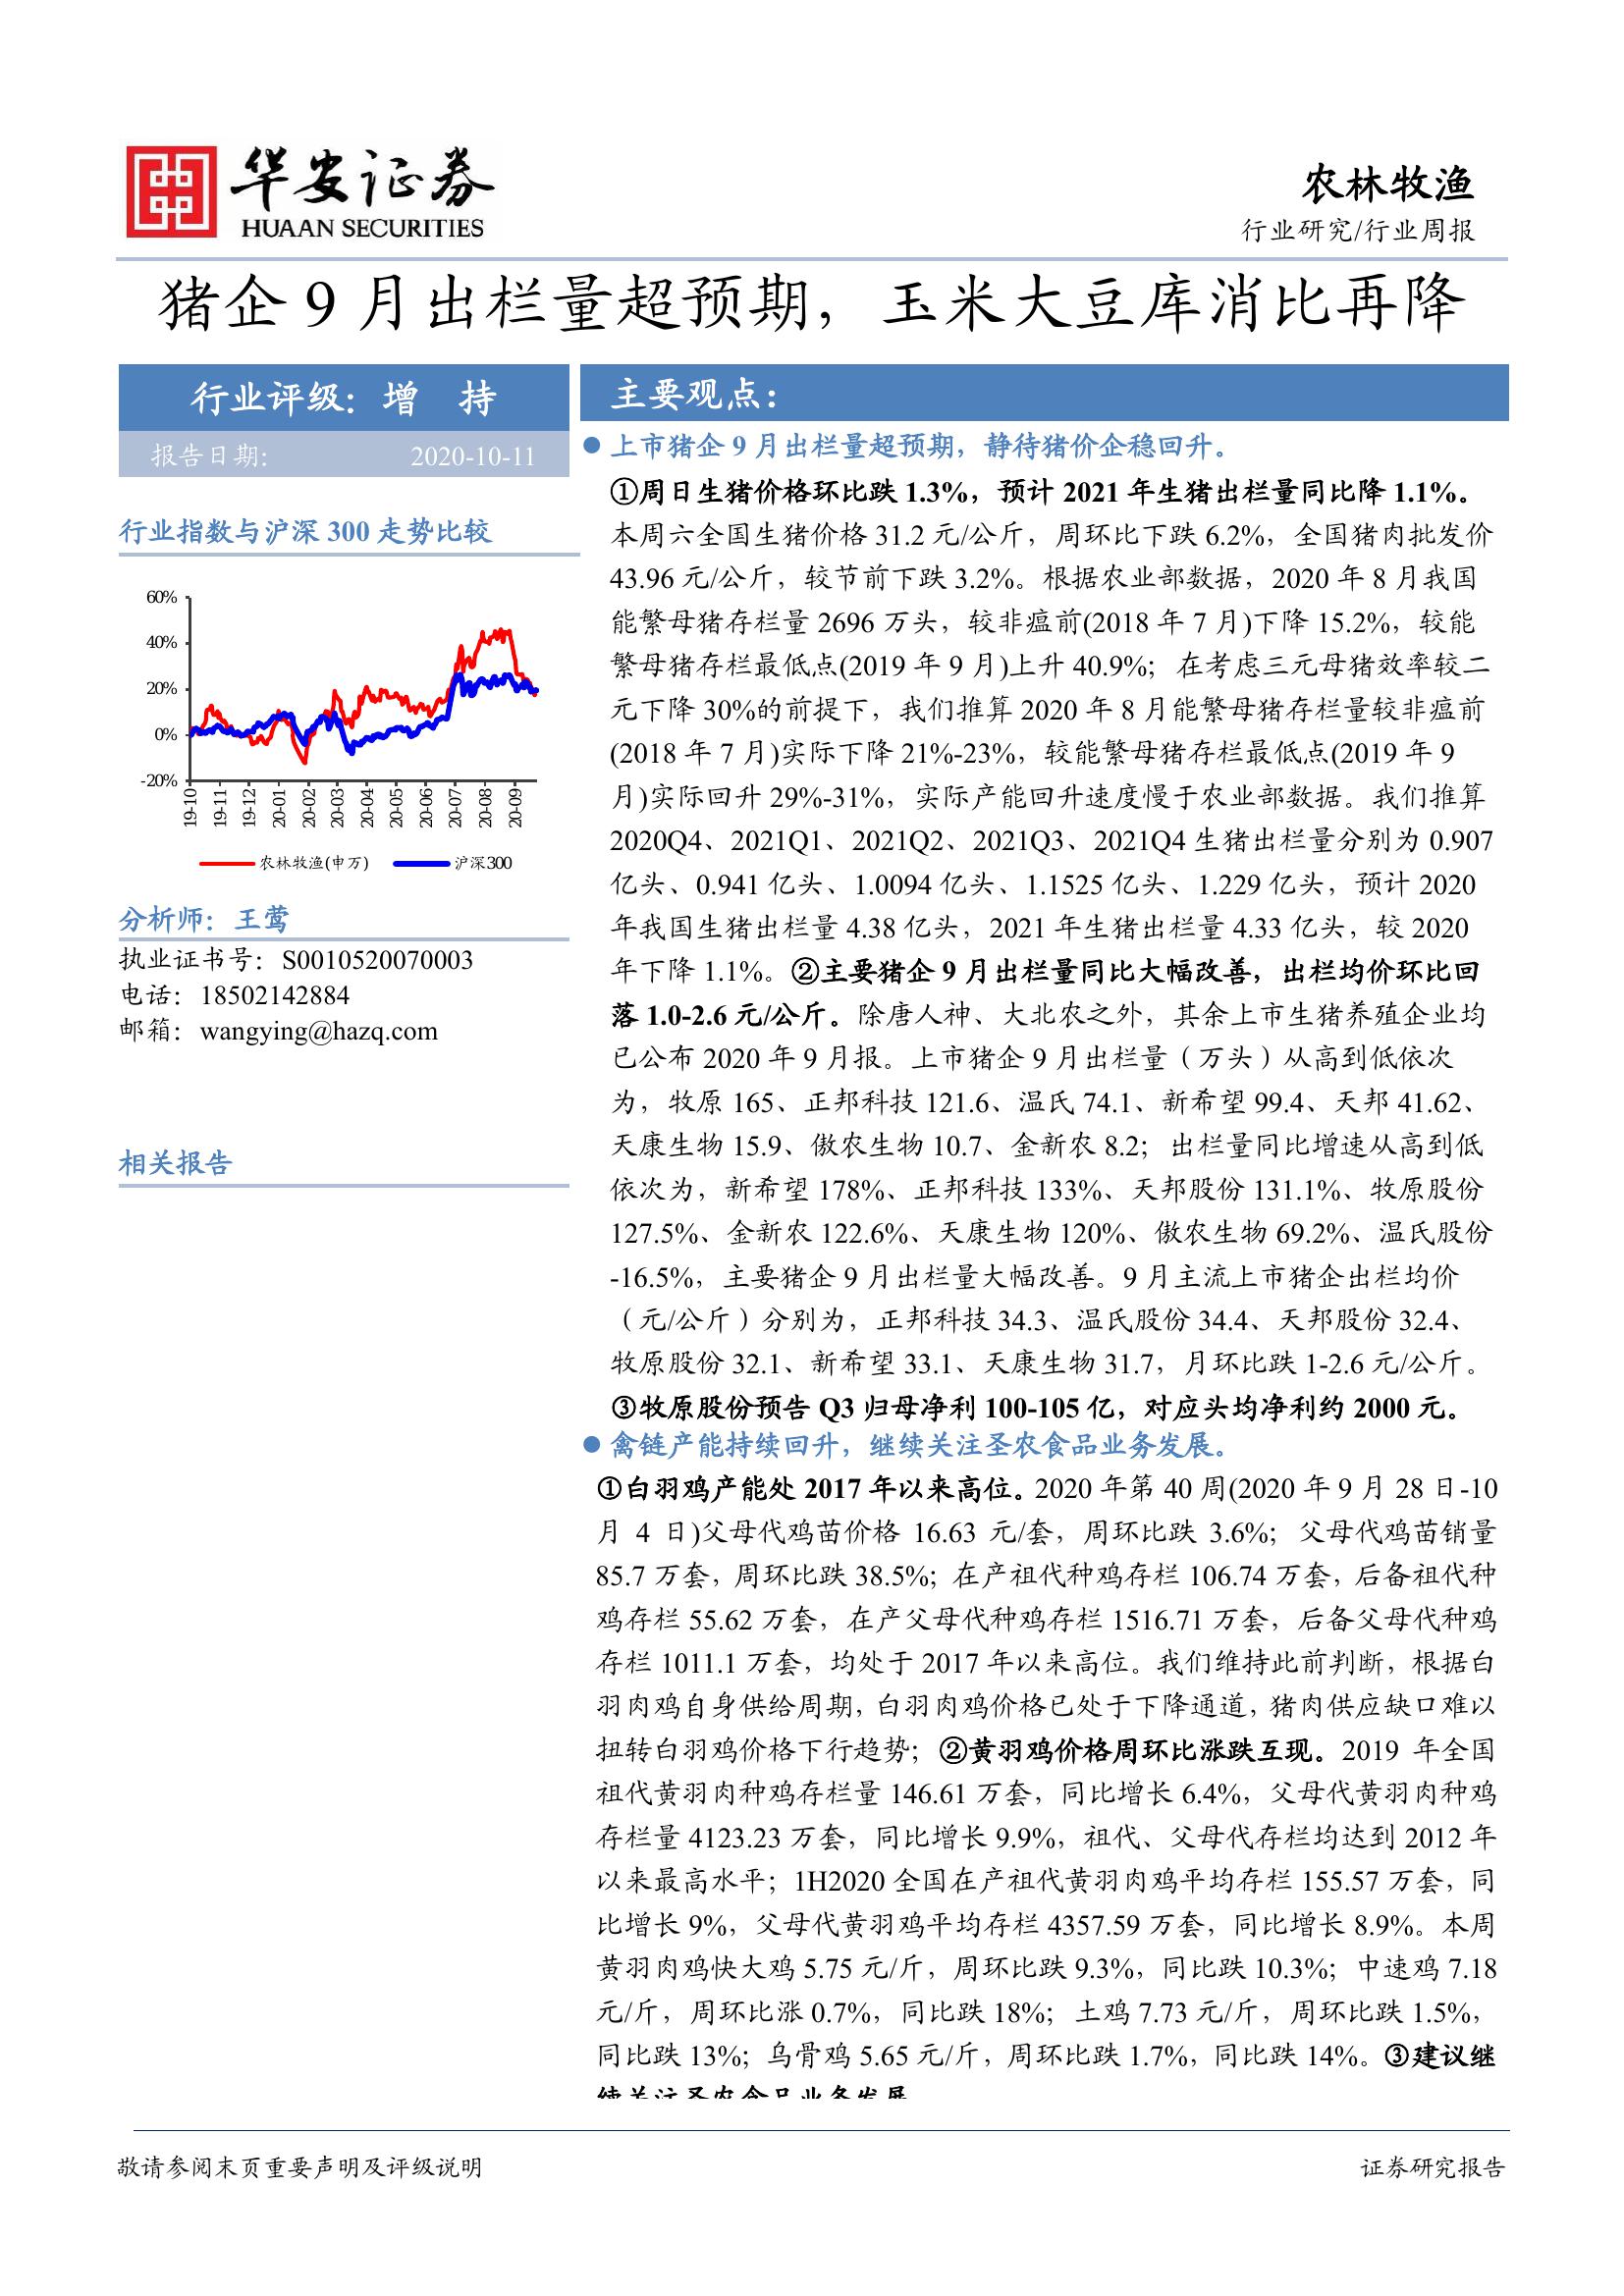 华安证券
HUAAN SECURITIES
农林牧渔
行业研究/行业周报
猪企 9 月出栏量超预期，玉米大豆库消比再降
行业评级：增 持
报告日期： 2020-10-11
行业指数与沪深 300 走势比较
60%
40%
20%
0%
-20%
19-10
19-11
19-12
20-01
20-02
20-03
20-04
20-05
20-06
20-07
20-08
20-09
农林牧渔(申万) 沪深300
分析师：王莺
执业证书号：S0010520070003
电话：18502142884
邮箱：wangying@hazq.com
相关报告
主要观点：
● 上市猪企 9 月出栏量超预期，静待猪价企稳回升。
①周日生猪价格环比跌 1.3%，预计 2021 年生猪出栏量同比降 1.1%。
本周六全国生猪价格 31.2 元/公斤，周环比下跌 6.2%，全国猪肉批发价
43.96 元/公斤，较节前下跌 3.2%。根据农业部数据，2020 年 8 月我国
能繁母猪存栏量 2696 万头，较非瘟前(2018 年 7 月)下降 15.2%，较能
繁母猪存栏最低点(2019 年 9 月)上升 40.9%；在考虑三元母猪效率较二
元下降 30%的前提下，我们推算 2020 年 8 月能繁母猪存栏量较非瘟前
(2018 年 7 月)实际下降 21%-23%，较能繁母猪存栏最低点(2019 年 9
月)实际回升 29%-31%，实际产能回升速度慢于农业部数据。我们推算
2020Q4、2021Q1、2021Q2、2021Q3、2021Q4 生猪出栏量分别为 0.907
亿头、0.941 亿头、1.0094 亿头、1.1525 亿头、1.229 亿头，预计 2020
年我国生猪出栏量 4.38 亿头，2021 年生猪出栏量 4.33 亿头，较 2020
年下降 1.1%。②主要猪企 9 月出栏量同比大幅改善，出栏均价环比回
落 1.0-2.6 元/公斤。除唐人神、大北农之外，其余上市生猪养殖企业均
已公布 2020 年 9 月报。上市猪企 9 月出栏量（万头）从高到低依次
为，牧原 165、正邦科技 121.6、温氏 74.1、新希望 99.4、天邦 41.62、
天康生物 15.9、傲农生物 10.7、金新农 8.2；出栏量同比增速从高到低
依次为，新希望 178%、正邦科技 133%、天邦股份 131.1%、牧原股份
127.5%、金新农 122.6%、天康生物 120%、傲农生物 69.2%、温氏股份
-16.5%，主要猪企 9 月出栏量大幅改善。9 月主流上市猪企出栏均价
（元/公斤）分别为，正邦科技 34.3、温氏股份 34.4、天邦股份 32.4、
牧原股份 32.1、新希望 33.1、天康生物 31.7，月环比跌 1-2.6 元/公斤。
③牧原股份预告 Q3 归母净利 100-105 亿，对应头均净利约 2000 元。
● 禽链产能持续回升，继续关注圣农食品业务发展。
①白羽鸡产能处 2017 年以来高位。2020 年第 40 周(2020 年 9 月 28 日-10
月 4 日)父母代鸡苗价格 16.63 元/套，周环比跌 3.6%；父母代鸡苗销量
85.7 万套，周环比跌 38.5%；在产祖代种鸡存栏 106.74 万套，后备祖代种
鸡存栏 55.62 万套，在产父母代种鸡存栏 1516.71 万套，后备父母代种鸡
存栏 1011.1 万套，均处于 2017 年以来高位。我们维持此前判断，根据白
羽肉鸡自身供给周期，白羽肉鸡价格已处于下降通道，猪肉供应缺口难以
扭转白羽鸡价格下行趋势；②黄羽鸡价格周环比涨跌互现。2019 年全国
祖代黄羽肉种鸡存栏量 146.61 万套，同比增长 6.4%，父母代黄羽肉种鸡
存栏量 4123.23 万套，同比增长 9.9%，祖代、父母代存栏均达到 2012 年
以来最高水平；1H2020 全国在产祖代黄羽肉鸡平均存栏 155.57 万套，同
比增长 9%，父母代黄羽鸡平均存栏 4357.59 万套，同比增长 8.9%。本周
黄羽肉鸡快大鸡 5.75 元/斤，周环比跌 9.3%，同比跌 10.3%；中速鸡 7.18
元/斤，周环比涨 0.7%，同比跌 18%；土鸡 7.73 元/斤，周环比跌 1.5%，
同比跌 13%；乌骨鸡 5.65 元/斤，周环比跌 1.7%，同比跌 14%。③建议继
续关注圣农食品业务发展
敬请参阅末页重要声明及评级说明
证券研究报告